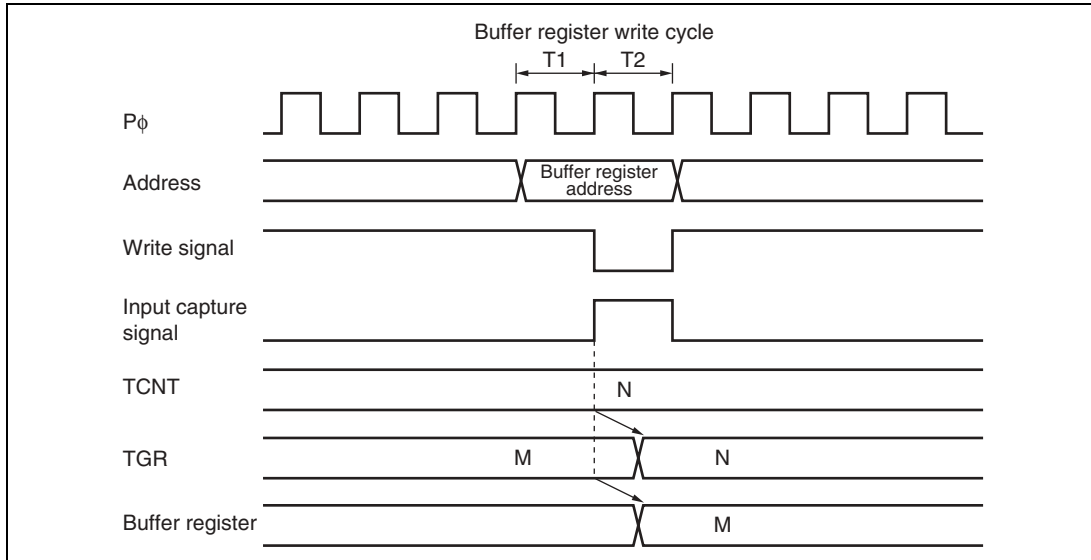 Buffer register write cycle
T1 T2
Pϕ
Address
Buffer register
address
Write signal
Input capture
signal
TCNT
N
TGR
M N
Buffer register
M